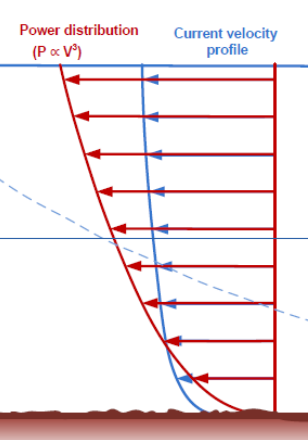 Power distribution
(P ∝ V³)
Current velocity
profile